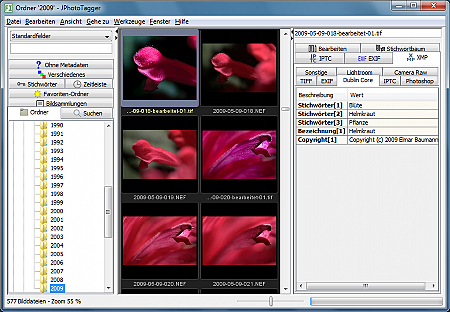 Ordner '2009' - JPhotoTagger
Datei Bearbeiten Ansicht Gehe zu Werkzeuge Fenster Hilfe
Standardfelder
Ohne Metadaten
Verschiedenes
Stichwörter Zeitleiste
Favoriten-Ordner
Bildsammlungen
Ordner Suchen
1990
1991
1992
1993
1994
1995
1996
1997
1998
1999
2000
2001
2002
2003
2004
2005
2006
2007
2008
2009
...-09-018-bearbeitet-01.tif 2009-05-09-018.NEF
2009-05-09-019.NEF ...-09-020-bearbeitet-01.tif
2009-05-09-020.NEF 2009-05-09-021.NEF
2009-05-09-018-bearbeitet-01.tif
Bearbeiten Stichwortbaum
IPTC EXIF XMP
Sonstige Lightroom Camera Raw
TIFF EXIF Dublin Core IPTC Photoshop
Beschreibung Wert
Stichwörter[1] Blüte
Stichwörter[2] Helmkraut
Stichwörter[3] Pflanze
Bezeichnung[1] Helmkraut
Copyright[1] Copyright (c) 2009 Elmar Baumann
577 Bilddateien - Zoom 55 %